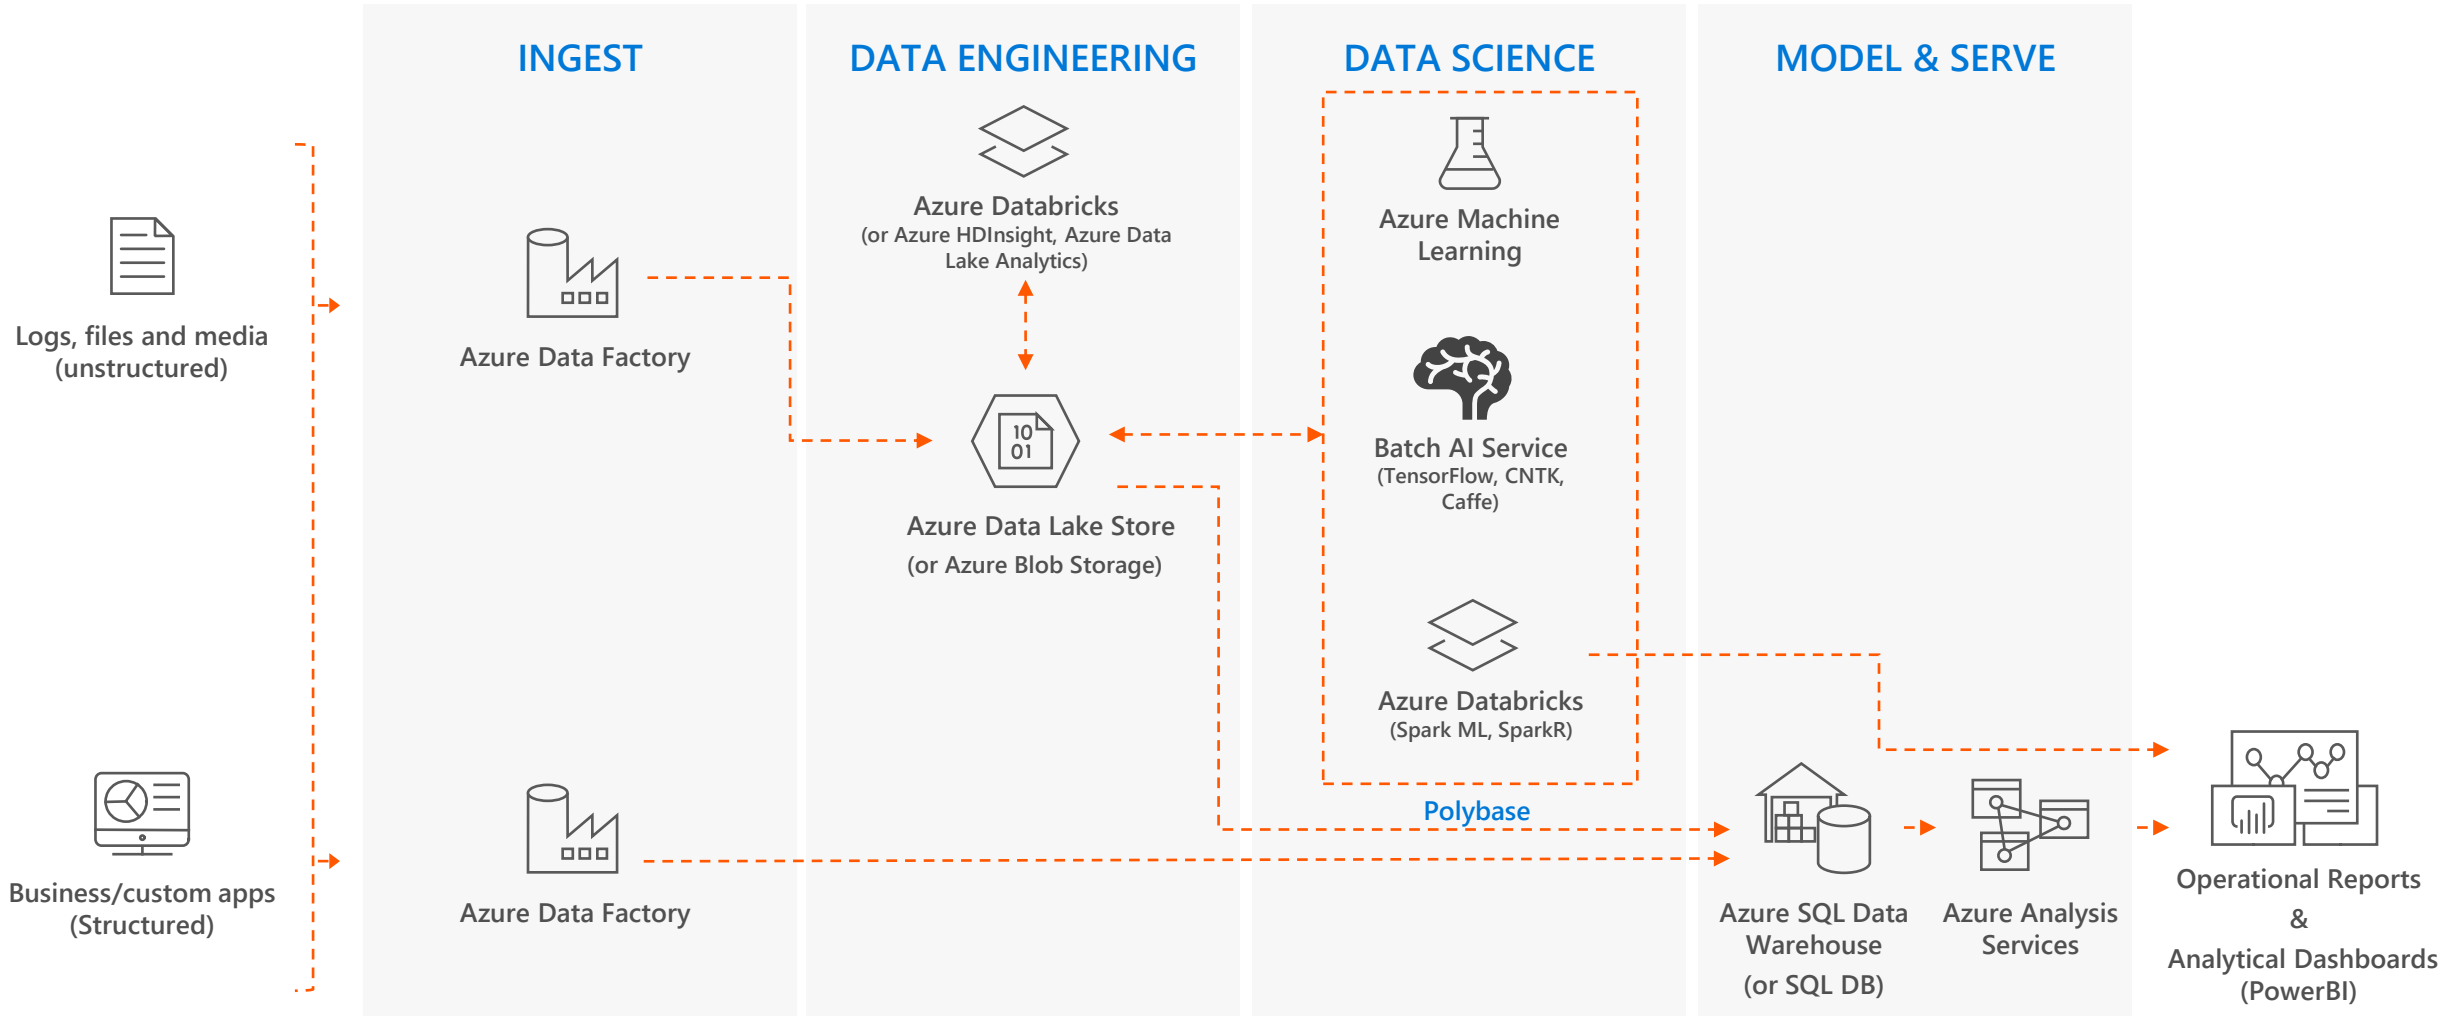 INGEST
DATA ENGINEERING
DATA SCIENCE
MODEL & SERVE
Logs, files and media
(unstructured)
Business/custom apps
(Structured)
Azure Data Factory
Azure Data Factory
Azure Databricks
(or Azure HDInsight, Azure Data
Lake Analytics)
10
01
Azure Data Lake Store
(or Azure Blob Storage)
Azure Machine
Learning
Batch AI Service
(TensorFlow, CNTK,
Caffe)
Azure Databricks
(Spark ML, SparkR)
Polybase
Azure SQL Data
Warehouse
(or SQL DB)
Azure Analysis
Services
Operational Reports
&
Analytical Dashboards
(PowerBI)